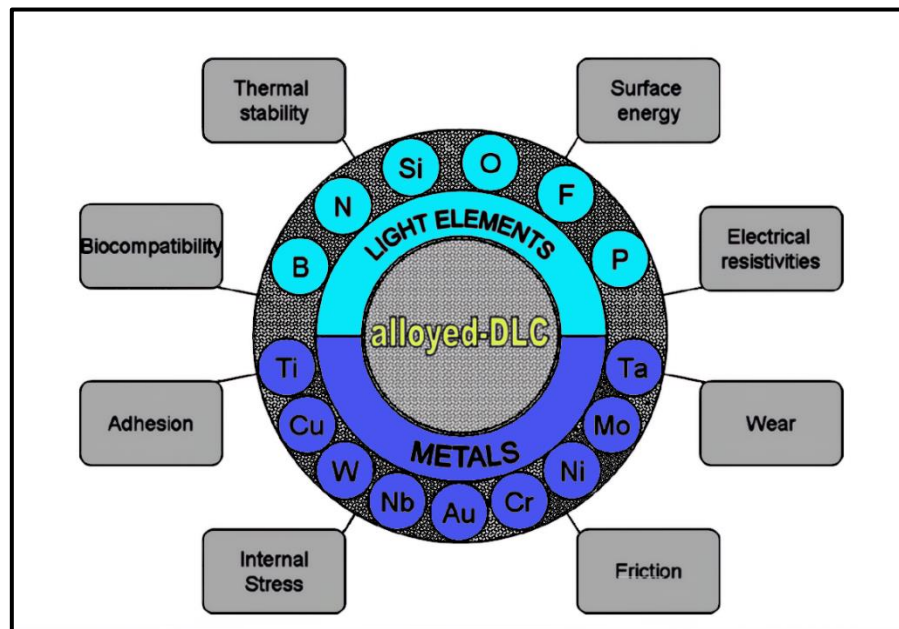 Thermal
stability
Surface
energy
Biocompatibility
Electrical
resistivities
Adhesion
Wear
Internal
Stress
Friction
B
N
Si
O
F
P
LIGHT ELEMENTS
alloyed-DLC
METALS
Ti
Cu
W
Nb
Au
Cr
Ni
Mo
Ta